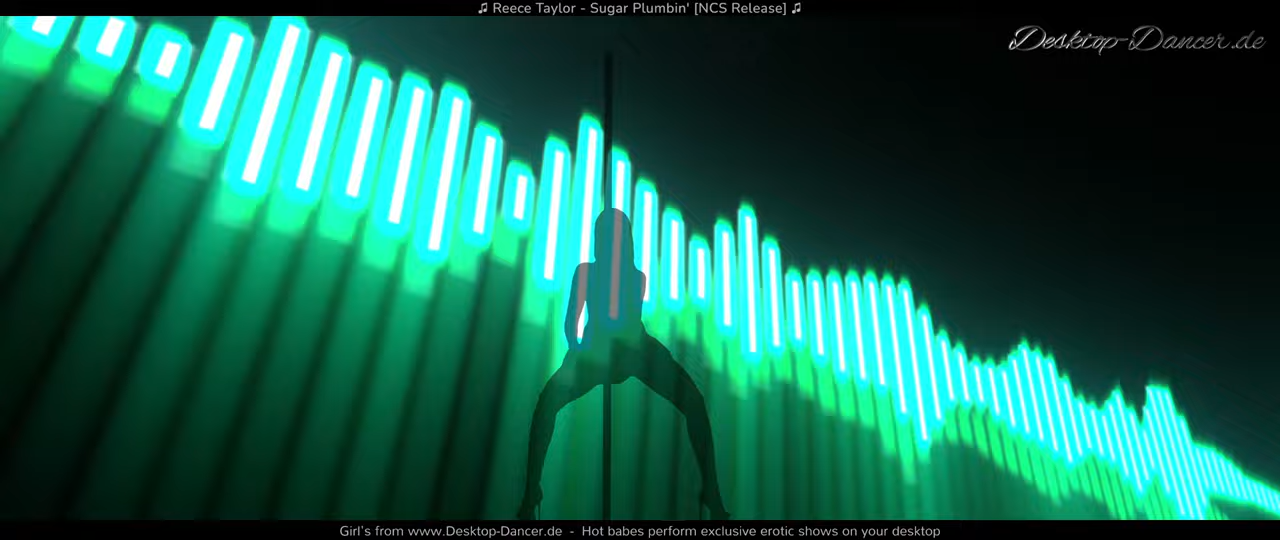 ♫ Reece Taylor - Sugar Plumbin' [NCS Release] ♫
Desktop-Dancer.de
Girl's from www.Desktop-Dancer.de - Hot babes perform exclusive erotic shows on your desktop